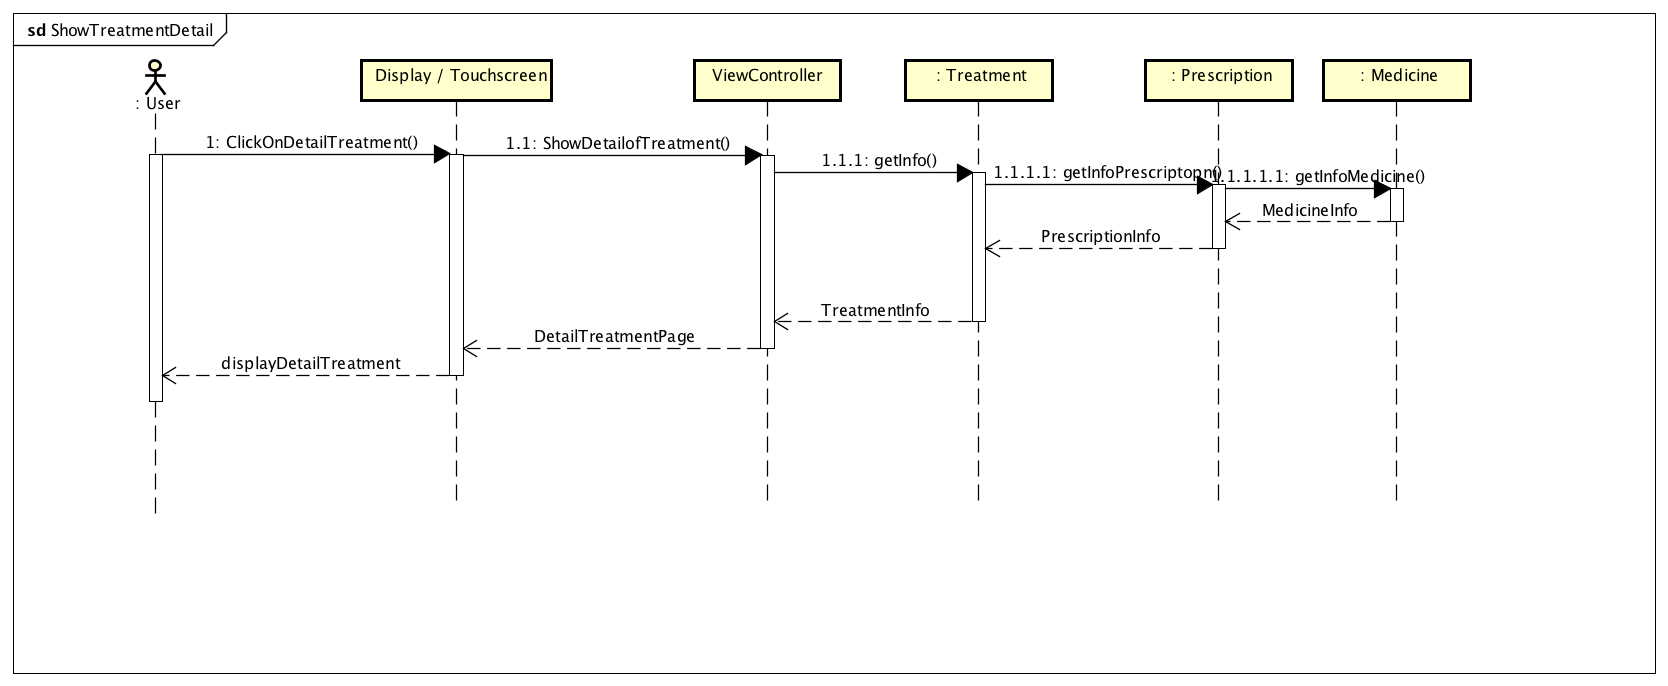 sd ShowTreatmentDetail
: User
Display / Touchscreen
ViewController
: Treatment
: Prescription
: Medicine
1: ClickOnDetailTreatment()
1.1: ShowDetailofTreatment()
1.1.1: getInfo()
1.1.1.1: getInfoPrescriptopn()
1.1.1.1.1: getInfoMedicine()
MedicineInfo
PrescriptionInfo
TreatmentInfo
DetailTreatmentPage
displayDetailTreatment